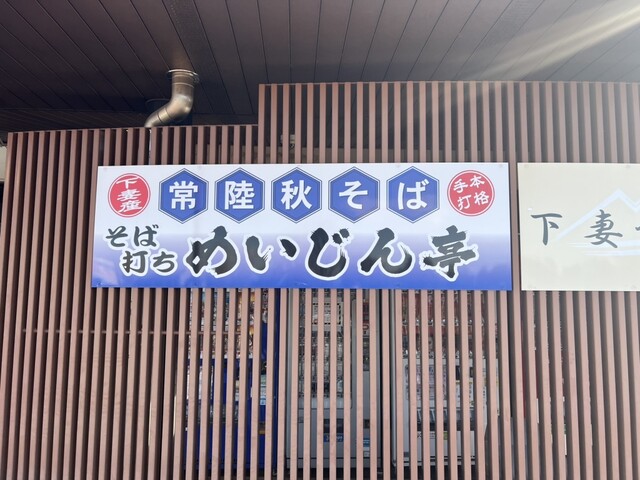 下妻産 常陸秋そば 本格手打
そば打ち めいじん亭
下妻